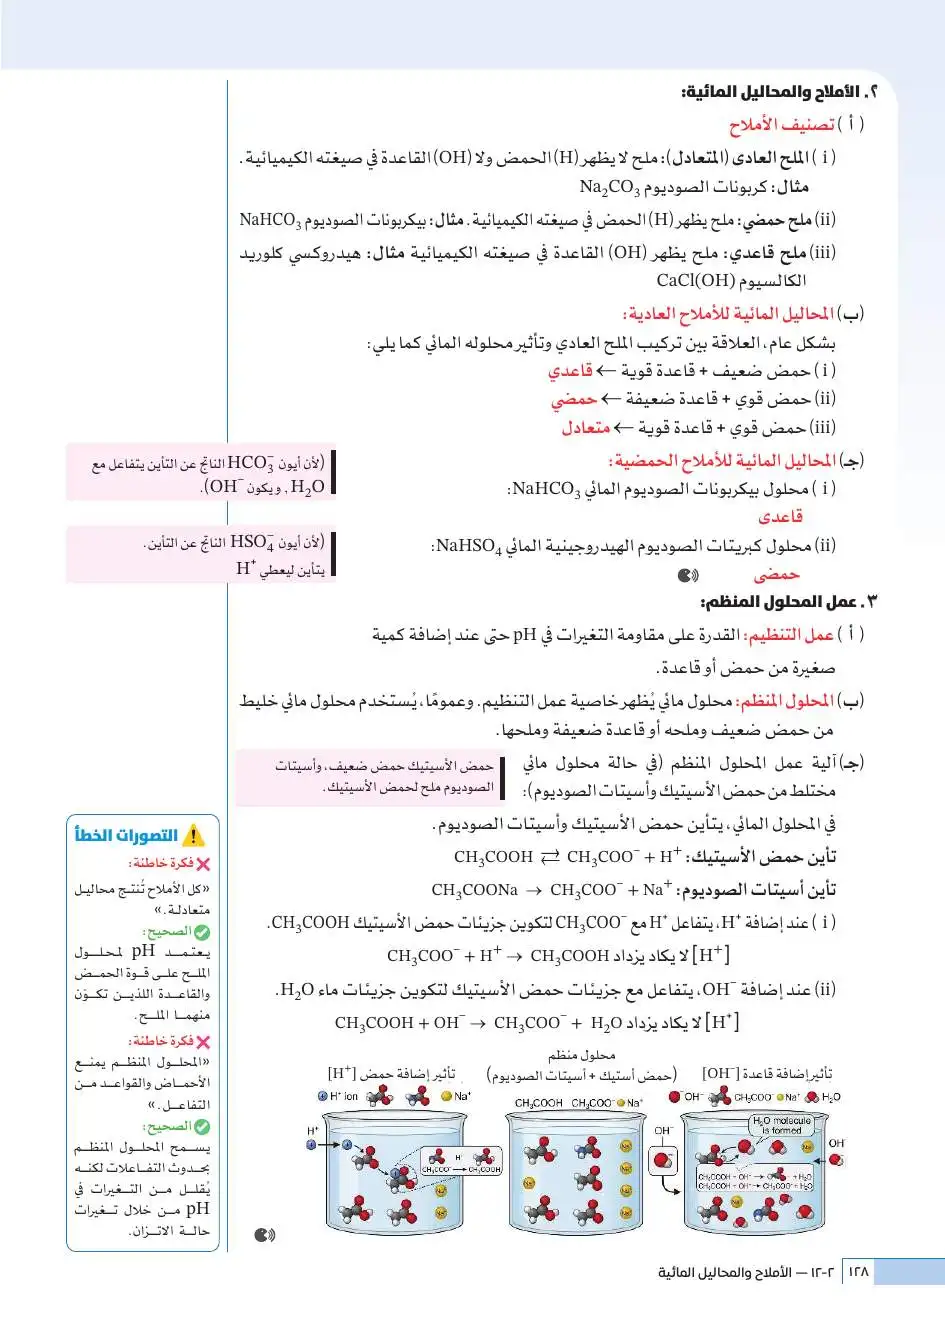 ٢. الأملاح والمحاليل المائية:
( أ ) تصنيف الأملاح
( i ) الملح العادى (المتعادل): ملح لا يظهر (H) الحمض ولا (OH) القاعدة في صيغته الكيميائية.
مثال: كربونات الصوديوم Na₂CO₃
(ii) ملح حمضي: ملح يظهر (H) الحمض في صيغته الكيميائية. مثال: بيكربونات الصوديوم NaHCO₃
(iii) ملح قاعدي: ملح يظهر (OH) القاعدة في صيغته الكيميائية مثال: هيدروكسي كلوريد
الكالسيوم CaCl(OH)
(ب) المحاليل المائية للأملاح العادية:
بشكل عام، العلاقة بين تركيب الملح العادي وتأثير محلوله المائي كما يلي:
( i ) حمض ضعيف + قاعدة قوية ← قاعدي
(ii) حمض قوي + قاعدة ضعيفة ← حمضي
(iii) حمض قوي + قاعدة قوية ← متعادل
(جـ) المحاليل المائية للأملاح الحمضية:
( i ) محلول بيكربونات الصوديوم المائي NaHCO₃:
قاعدى
(لأن أيون HCO₃⁻ الناتج عن التأين يتفاعل مع
H₂O , ويكون OH⁻).
(ii) محلول كبريتات الصوديوم الهيدروجينية المائي NaHSO₄:
حمضى
(لأن أيون HSO₄⁻ الناتج عن التأين.
يتأين ليعطي H⁺
٣. عمل المحلول المنظم:
( أ ) عمل التنظيم: القدرة على مقاومة التغيرات في pH حتى عند إضافة كمية
صغيرة من حمض أو قاعدة.
(ب) المحلول المنظم: محلول مائي يُظهر خاصية عمل التنظيم. وعمومًا، يُستخدم محلول مائي خليط
من حمض ضعيف وملحه أو قاعدة ضعيفة وملحها.
(جـ) آلية عمل المحلول المنظم (في حالة محلول مائي
مختلط من حمض الأسيتيك وأسيتات الصوديوم):
حمض الأسيتيك حمض ضعيف، وأسيتات
الصوديوم ملح لحمض الأسيتيك.
في المحلول المائي، يتأين حمض الأسيتيك وأسيتات الصوديوم.
تأين حمض الأسيتيك: CH₃COOH ⇄ CH₃COO⁻ + H⁺
تأين أسيتات الصوديوم: CH₃COONa → CH₃COO⁻ + Na⁺
( i ) عند إضافة H⁺، يتفاعل H⁺ مع CH₃COO⁻ لتكوين جزيئات حمض الأسيتيك CH₃COOH.
[H⁺] لا يكاد يزداد CH₃COO⁻ + H⁺ → CH₃COOH
(ii) عند إضافة OH⁻، يتفاعل مع جزيئات حمض الأسيتيك لتكوين جزيئات ماء H₂O.
[H⁺] لا يكاد يزداد CH₃COOH + OH⁻ → CH₃COO⁻ + H₂O
تأثير إضافة قاعدة [OH⁻]
OH⁻ CH₃COO⁻ Na⁺ H₂O
OH⁻
H₂O molecule
is formed
OH⁻
CH₃COOH + OH⁻ → CH₃COO⁻ + H₂O
محلول منظم
(حمض أستيك + أسيتات الصوديوم)
CH₃COOH CH₃COO⁻ Na⁺
تأثير إضافة حمض [H⁺]
H⁺ ion Na⁺
H⁺
H⁺
CH₃COO⁻ → CH₃COOH
Na⁺
التصورات الخطأ
فكرة خاطئة:
«كل الأملاح تُنتج محاليل
متعادلة.»
الصحيح:
يعتمد pH لمحلول
الملح على قوة الحمض
والقاعدة اللذين تكوّن
منهما الملح.
فكرة خاطئة:
«المحلول المنظم يمنع
الأحماض والقواعد من
التفاعل.»
الصحيح:
يسمح المحلول المنظم
بحدوث التفاعلات لكنه
يُقلل من التغيرات في
pH من خلال تغيرات
حالة الاتزان.
١٢٨ ٢-١٢ — الأملاح والمحاليل المائية